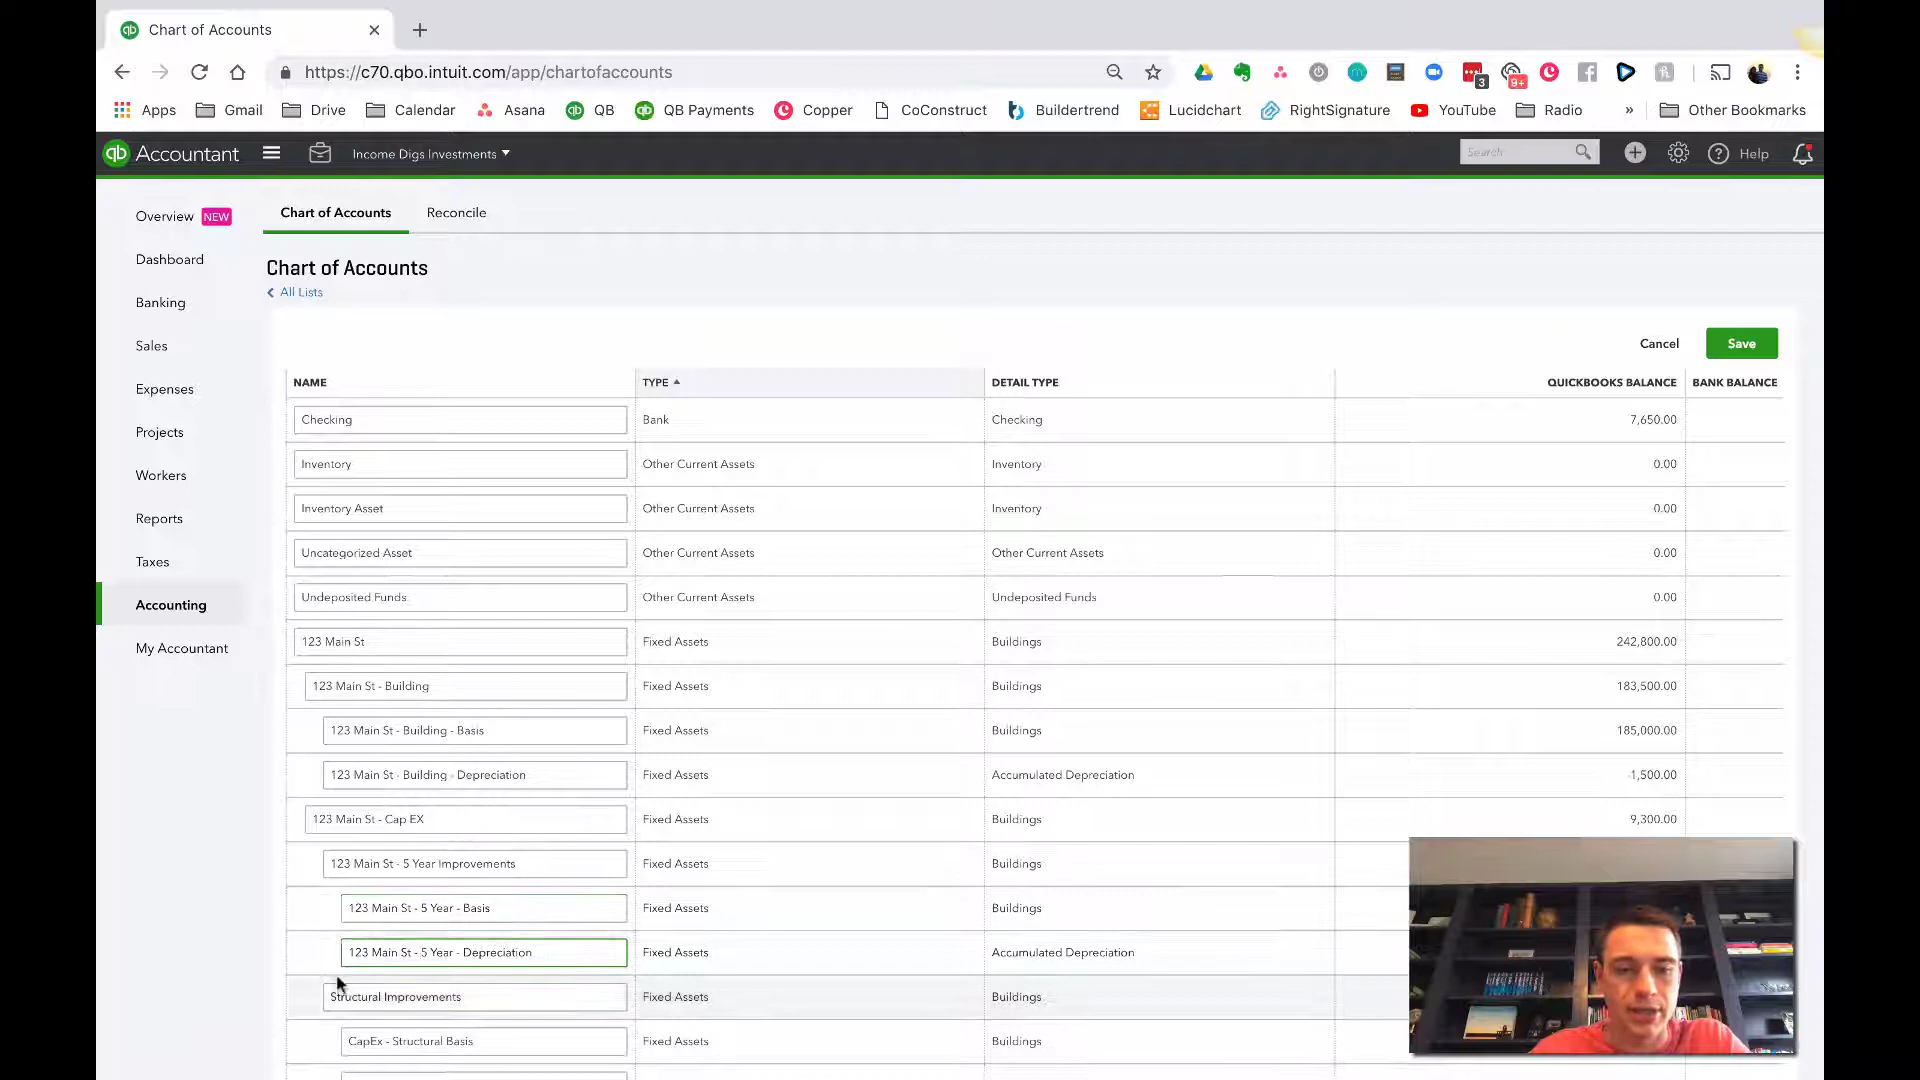 Chart of Accounts
https://c70.qbo.intuit.com/app/chartofaccounts
3
9+
Apps Gmail Drive Calendar Asana QB QB Payments Copper CoConstruct Buildertrend Lucidchart RightSignature YouTube Radio » Other Bookmarks
qb Accountant Income Digs Investments Search Help
Overview NEW
Dashboard
Banking
Sales
Expenses
Projects
Workers
Reports
Taxes
Accounting
My Accountant
Chart of Accounts Reconcile
Chart of Accounts
All Lists
Cancel Save
NAME TYPE DETAIL TYPE QUICKBOOKS BALANCE BANK BALANCE
Checking Bank Checking 7,650.00
Inventory Other Current Assets Inventory 0.00
Inventory Asset Other Current Assets Inventory 0.00
Uncategorized Asset Other Current Assets Other Current Assets 0.00
Undeposited Funds Other Current Assets Undeposited Funds 0.00
123 Main St Fixed Assets Buildings 242,800.00
123 Main St - Building Fixed Assets Buildings 183,500.00
123 Main St - Building - Basis Fixed Assets Buildings 185,000.00
123 Main St - Building - Depreciation Fixed Assets Accumulated Depreciation -1,500.00
123 Main St - Cap EX Fixed Assets Buildings 9,300.00
123 Main St - 5 Year Improvements Fixed Assets Buildings
123 Main St - 5 Year - Basis Fixed Assets Buildings
123 Main St - 5 Year - Depreciation Fixed Assets Accumulated Depreciation
Structural Improvements Fixed Assets Buildings
CapEx - Structural Basis Fixed Assets Buildings